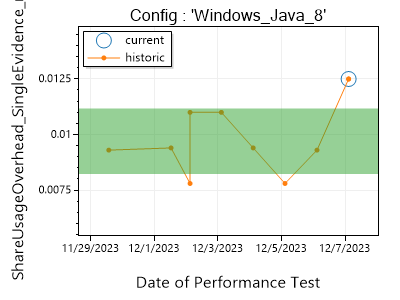 Config : 'Windows_Java_8'
current
historic
0.0125
0.01
0.0075
11/29/2023
12/1/2023
12/3/2023
12/5/2023
12/7/2023
Date of Performance Test
ShareUsageOverhead_SingleEvidence_